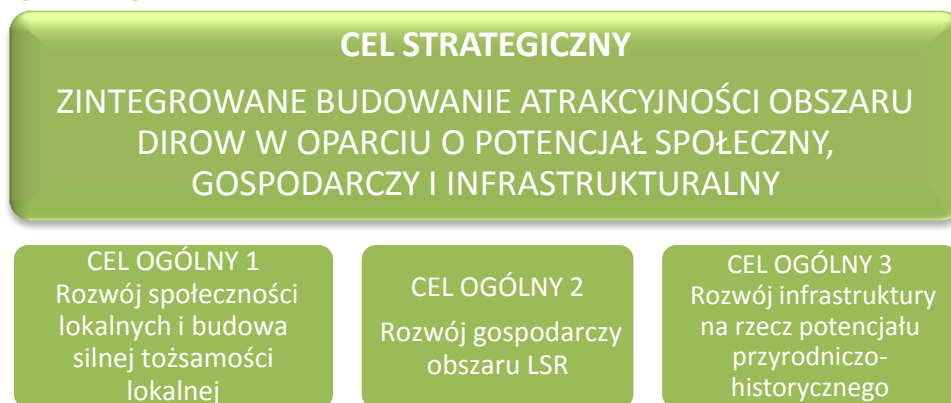 CEL STRATEGICZNY
ZINTEGROWANE BUDOWANIE ATRAKCYJNOŚCI OBSZARU
DIROW W OPARCIU O POTENCJAŁ SPOŁECZNY,
GOSPODARCZY I INFRASTRUKTURALNY
CEL OGÓLNY 1
Rozwój społeczności
lokalnych i budowa
silnej tożsamości
lokalnej
CEL OGÓLNY 2
Rozwój gospodarczy
obszaru LSR
CEL OGÓLNY 3
Rozwój infrastruktury
na rzecz potencjału
przyrodniczo-
historycznego